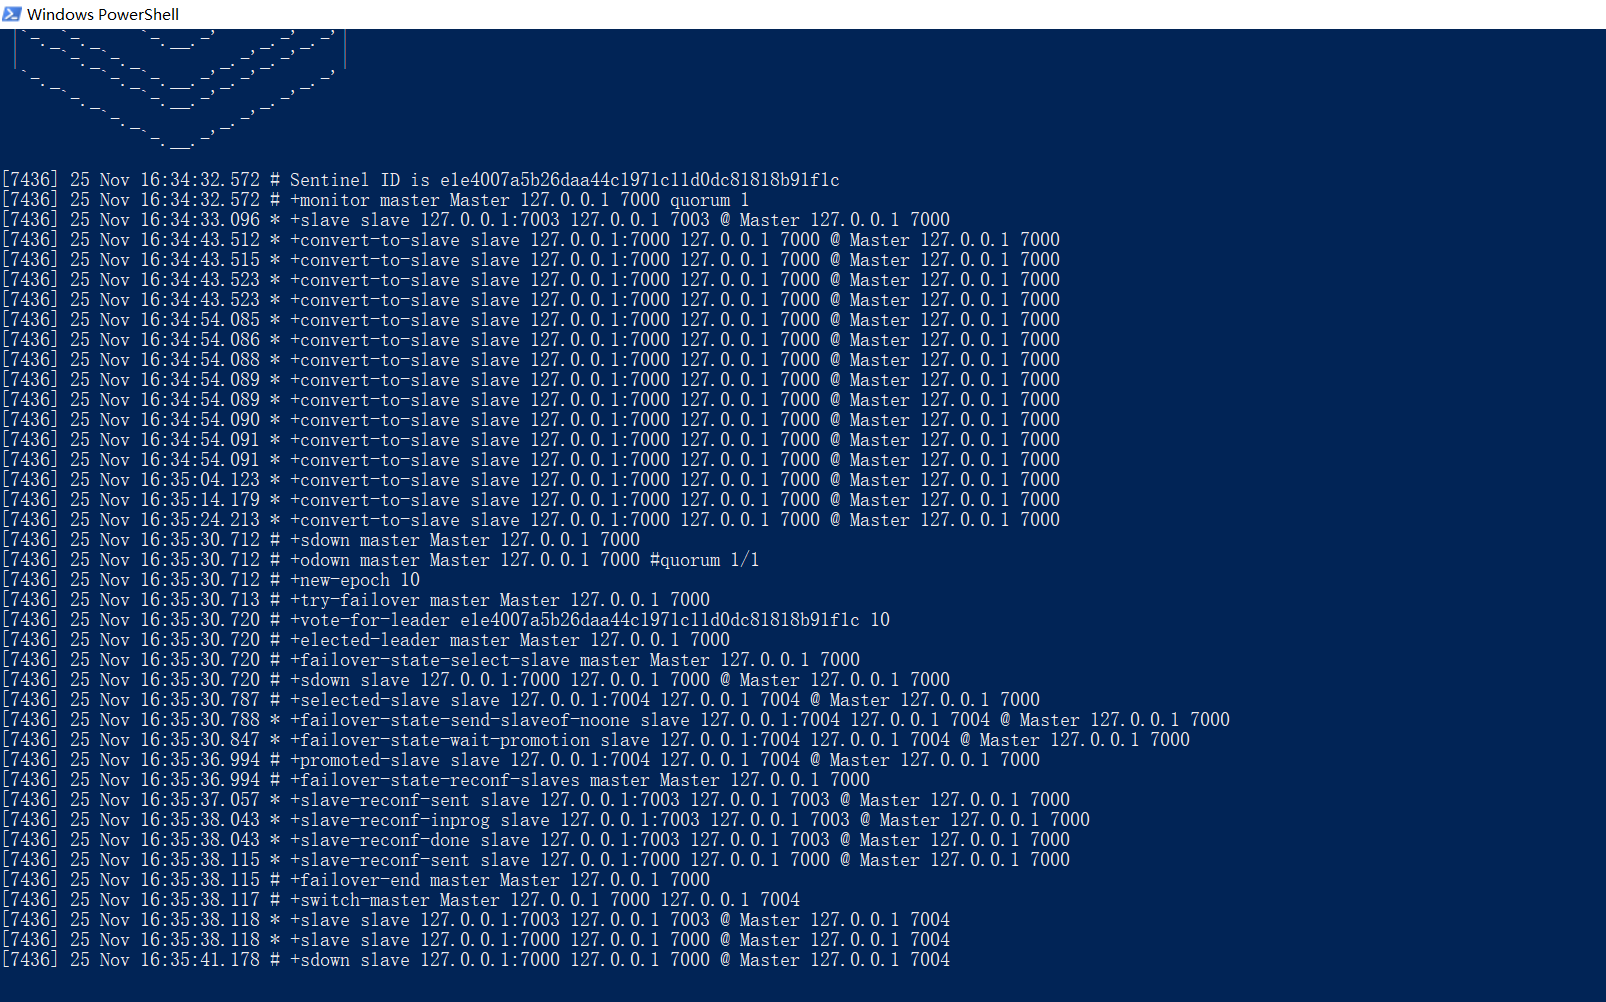 Windows PowerShell
[7436] 25 Nov 16:34:32.572 # Sentinel ID is e1e4007a5b26daa44c1971c11d0dc81818b91f1c
[7436] 25 Nov 16:34:32.572 # +monitor master Master 127.0.0.1 7000 quorum 1
[7436] 25 Nov 16:34:33.096 * +slave slave 127.0.0.1:7003 127.0.0.1 7003 @ Master 127.0.0.1 7000
[7436] 25 Nov 16:34:43.512 * +convert-to-slave slave 127.0.0.1:7000 127.0.0.1 7000 @ Master 127.0.0.1 7000
[7436] 25 Nov 16:34:43.515 * +convert-to-slave slave 127.0.0.1:7000 127.0.0.1 7000 @ Master 127.0.0.1 7000
[7436] 25 Nov 16:34:43.523 * +convert-to-slave slave 127.0.0.1:7000 127.0.0.1 7000 @ Master 127.0.0.1 7000
[7436] 25 Nov 16:34:43.523 * +convert-to-slave slave 127.0.0.1:7000 127.0.0.1 7000 @ Master 127.0.0.1 7000
[7436] 25 Nov 16:34:54.085 * +convert-to-slave slave 127.0.0.1:7000 127.0.0.1 7000 @ Master 127.0.0.1 7000
[7436] 25 Nov 16:34:54.086 * +convert-to-slave slave 127.0.0.1:7000 127.0.0.1 7000 @ Master 127.0.0.1 7000
[7436] 25 Nov 16:34:54.088 * +convert-to-slave slave 127.0.0.1:7000 127.0.0.1 7000 @ Master 127.0.0.1 7000
[7436] 25 Nov 16:34:54.089 * +convert-to-slave slave 127.0.0.1:7000 127.0.0.1 7000 @ Master 127.0.0.1 7000
[7436] 25 Nov 16:34:54.089 * +convert-to-slave slave 127.0.0.1:7000 127.0.0.1 7000 @ Master 127.0.0.1 7000
[7436] 25 Nov 16:34:54.090 * +convert-to-slave slave 127.0.0.1:7000 127.0.0.1 7000 @ Master 127.0.0.1 7000
[7436] 25 Nov 16:34:54.091 * +convert-to-slave slave 127.0.0.1:7000 127.0.0.1 7000 @ Master 127.0.0.1 7000
[7436] 25 Nov 16:34:54.091 * +convert-to-slave slave 127.0.0.1:7000 127.0.0.1 7000 @ Master 127.0.0.1 7000
[7436] 25 Nov 16:35:04.123 * +convert-to-slave slave 127.0.0.1:7000 127.0.0.1 7000 @ Master 127.0.0.1 7000
[7436] 25 Nov 16:35:14.179 * +convert-to-slave slave 127.0.0.1:7000 127.0.0.1 7000 @ Master 127.0.0.1 7000
[7436] 25 Nov 16:35:24.213 * +convert-to-slave slave 127.0.0.1:7000 127.0.0.1 7000 @ Master 127.0.0.1 7000
[7436] 25 Nov 16:35:30.712 # +sdown master Master 127.0.0.1 7000
[7436] 25 Nov 16:35:30.712 # +odown master Master 127.0.0.1 7000 #quorum 1/1
[7436] 25 Nov 16:35:30.712 # +new-epoch 10
[7436] 25 Nov 16:35:30.713 # +try-failover master Master 127.0.0.1 7000
[7436] 25 Nov 16:35:30.720 # +vote-for-leader e1e4007a5b26daa44c1971c11d0dc81818b91f1c 10
[7436] 25 Nov 16:35:30.720 # +elected-leader master Master 127.0.0.1 7000
[7436] 25 Nov 16:35:30.720 # +failover-state-select-slave master Master 127.0.0.1 7000
[7436] 25 Nov 16:35:30.720 # +sdown slave 127.0.0.1:7000 127.0.0.1 7000 @ Master 127.0.0.1 7000
[7436] 25 Nov 16:35:30.787 # +selected-slave slave 127.0.0.1:7004 127.0.0.1 7004 @ Master 127.0.0.1 7000
[7436] 25 Nov 16:35:30.788 * +failover-state-send-slaveof-noone slave 127.0.0.1:7004 127.0.0.1 7004 @ Master 127.0.0.1 7000
[7436] 25 Nov 16:35:30.847 * +failover-state-wait-promotion slave 127.0.0.1:7004 127.0.0.1 7004 @ Master 127.0.0.1 7000
[7436] 25 Nov 16:35:36.994 # +promoted-slave slave 127.0.0.1:7004 127.0.0.1 7004 @ Master 127.0.0.1 7000
[7436] 25 Nov 16:35:36.994 # +failover-state-reconf-slaves master Master 127.0.0.1 7000
[7436] 25 Nov 16:35:37.057 * +slave-reconf-sent slave 127.0.0.1:7003 127.0.0.1 7003 @ Master 127.0.0.1 7000
[7436] 25 Nov 16:35:38.043 * +slave-reconf-inprog slave 127.0.0.1:7003 127.0.0.1 7003 @ Master 127.0.0.1 7000
[7436] 25 Nov 16:35:38.043 * +slave-reconf-done slave 127.0.0.1:7003 127.0.0.1 7003 @ Master 127.0.0.1 7000
[7436] 25 Nov 16:35:38.115 * +slave-reconf-sent slave 127.0.0.1:7000 127.0.0.1 7000 @ Master 127.0.0.1 7000
[7436] 25 Nov 16:35:38.115 # +failover-end master Master 127.0.0.1 7000
[7436] 25 Nov 16:35:38.117 # +switch-master Master 127.0.0.1 7000 127.0.0.1 7004
[7436] 25 Nov 16:35:38.118 * +slave slave 127.0.0.1:7003 127.0.0.1 7003 @ Master 127.0.0.1 7004
[7436] 25 Nov 16:35:38.118 * +slave slave 127.0.0.1:7000 127.0.0.1 7000 @ Master 127.0.0.1 7004
[7436] 25 Nov 16:35:41.178 # +sdown slave 127.0.0.1:7000 127.0.0.1 7000 @ Master 127.0.0.1 7004